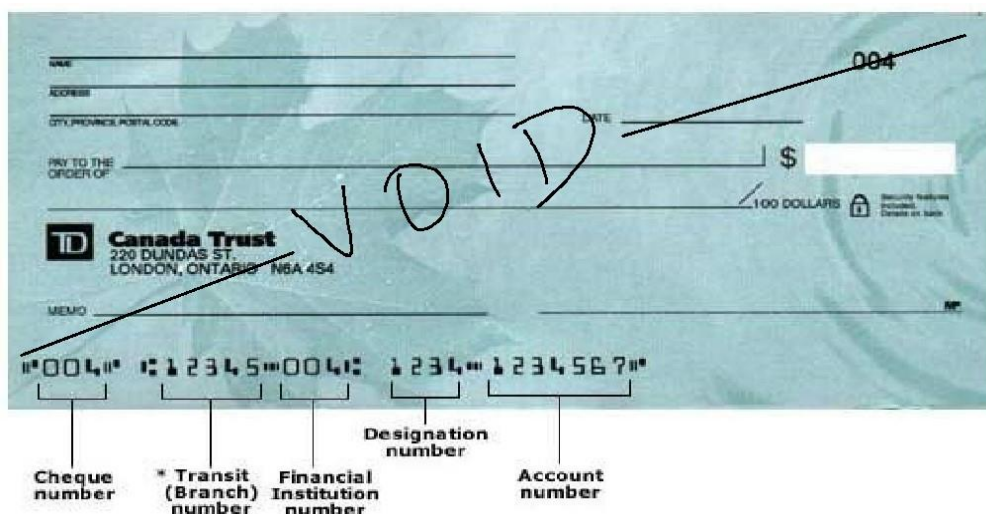 NAME
004
ADDRESS
CITY, PROVINCE, POSTAL CODE
DATE
PAY TO THE
ORDER OF
$
/100 DOLLARS
Security features
included.
Details on back.
VOID
TD Canada Trust
220 DUNDAS ST.
LONDON, ONTARIO N6A 4S4
MEMO
MP
⑈004⑈ ⑆12345⑉004⑆ 1234⑉1234567⑈
Cheque
number
* Transit
(Branch)
number
Financial
Institution
number
Designation
number
Account
number